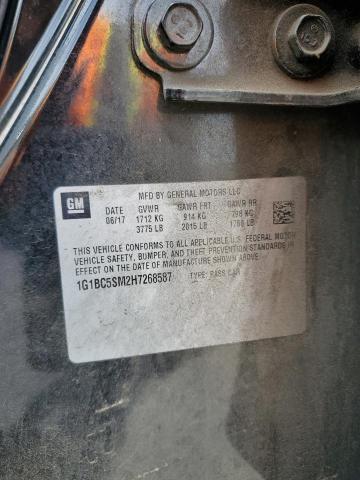 GM
MFD BY GENERAL MOTORS LLC
DATE GVWR GAWR FRT GAWR RR
06/17 1712 KG 914 KG 798 KG
3775 LB 2015 LB 1760 LB
THIS VEHICLE CONFORMS TO ALL APPLICABLE U.S. FEDERAL MOTOR
VEHICLE SAFETY, BUMPER, AND THEFT PREVENTION STANDARDS IN
EFFECT ON THE DATE OF MANUFACTURE SHOWN ABOVE.
1G1BC5SM2H7268587 TYPE: PASS CAR